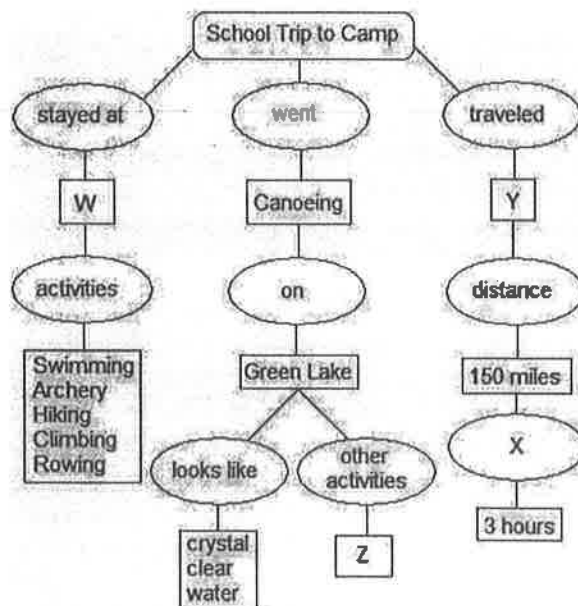 School Trip to Camp
stayed at
went
traveled
W
Canoeing
Y
activities
on
distance
Swimming
Archery
Hiking
Climbing
Rowing
Green Lake
150 miles
looks like
other
activities
X
crystal
clear
water
Z
3 hours